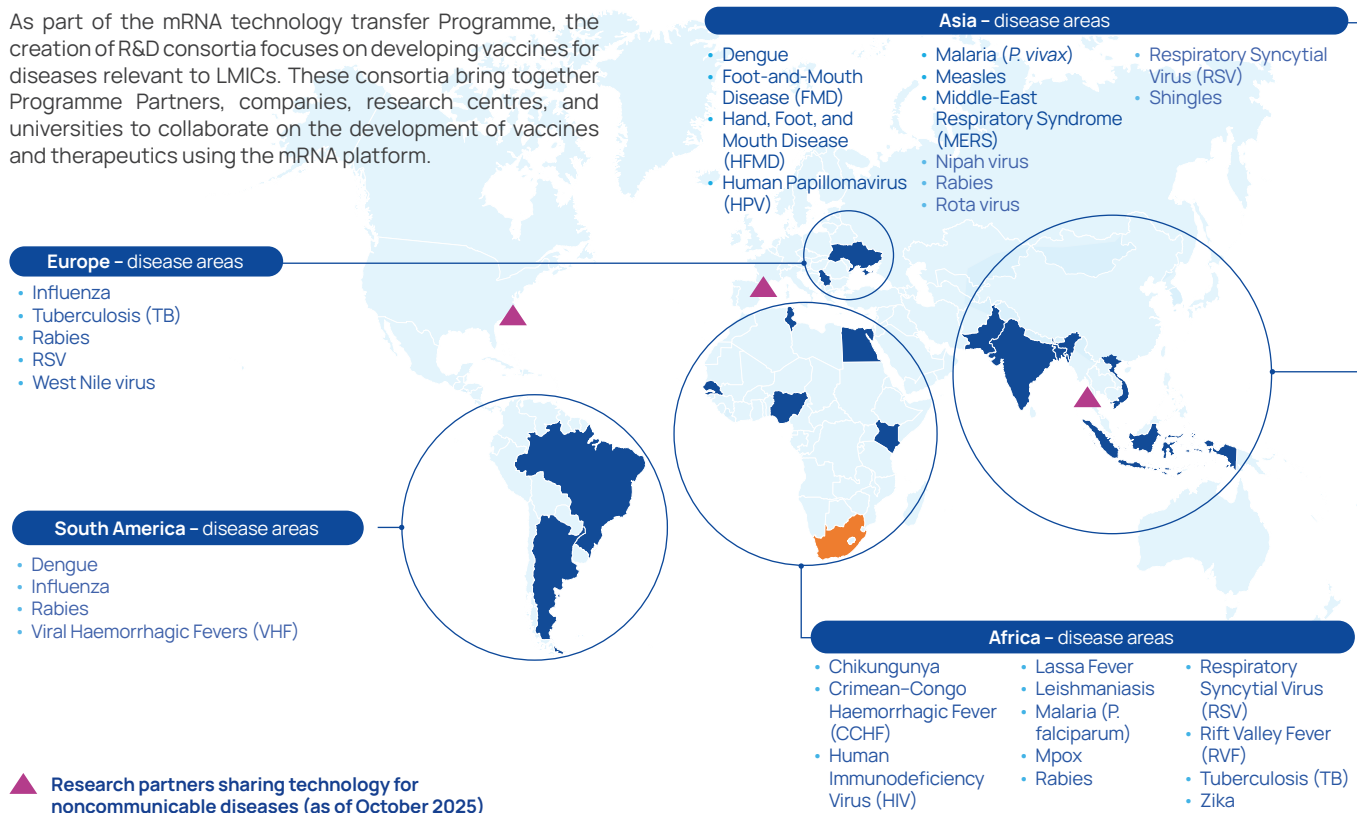 As part of the mRNA technology transfer Programme, the
creation of R&D consortia focuses on developing vaccines for
diseases relevant to LMICs. These consortia bring together
Programme Partners, companies, research centres, and
universities to collaborate on the development of vaccines
and therapeutics using the mRNA platform.
Asia – disease areas
• Dengue
• Foot-and-Mouth
Disease (FMD)
• Hand, Foot, and
Mouth Disease
(HFMD)
• Human Papillomavirus
(HPV)
• Malaria (P. vivax)
• Measles
• Middle-East
Respiratory Syndrome
(MERS)
• Nipah virus
• Rabies
• Rota virus
• Respiratory Syncytial
Virus (RSV)
• Shingles
Europe – disease areas
• Influenza
• Tuberculosis (TB)
• Rabies
• RSV
• West Nile virus
South America – disease areas
• Dengue
• Influenza
• Rabies
• Viral Haemorrhagic Fevers (VHF)
Africa – disease areas
• Chikungunya
• Crimean–Congo
Haemorrhagic Fever
(CCHF)
• Human
Immunodeficiency
Virus (HIV)
• Lassa Fever
• Leishmaniasis
• Malaria (P.
falciparum)
• Mpox
• Rabies
• Respiratory
Syncytial Virus
(RSV)
• Rift Valley Fever
(RVF)
• Tuberculosis (TB)
• Zika
Research partners sharing technology for
noncommunicable diseases (as of October 2025)